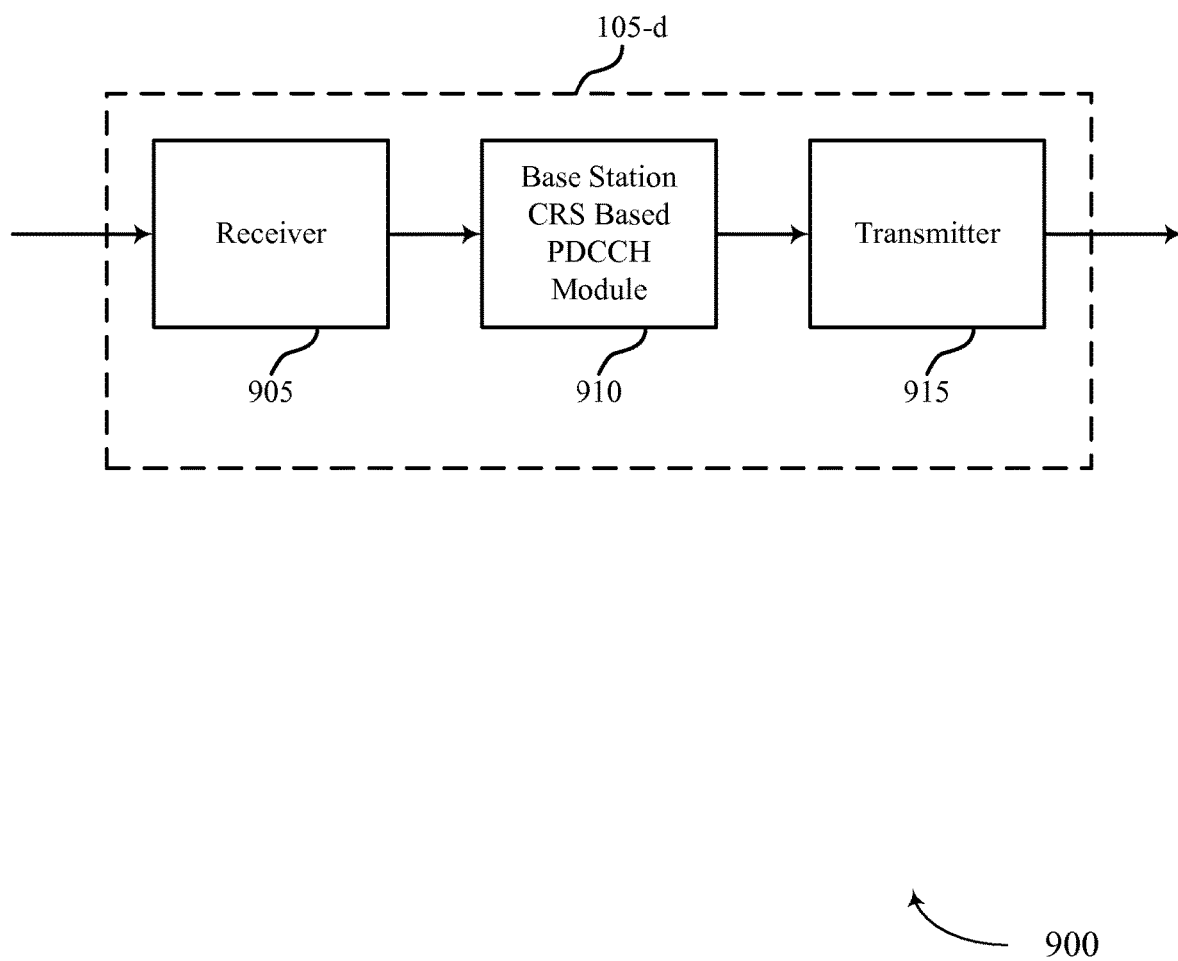 105-d
Receiver
Base Station
CRS Based
PDCCH
Module
Transmitter
905
910
915
900